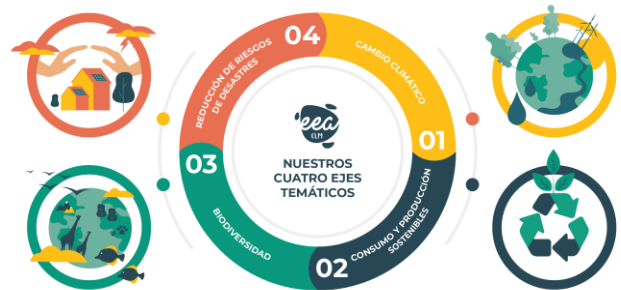 eea
ELM
NUESTROS
CUATRO EJES
TEMÁTICOS
01
CAMBIO CLIMÁTICO
02
CONSUMO Y PRODUCCIÓN
SOSTENIBLES
03
BIODIVERSIDAD
04
REDUCCIÓN DE RIESGOS
DE DESASTRES